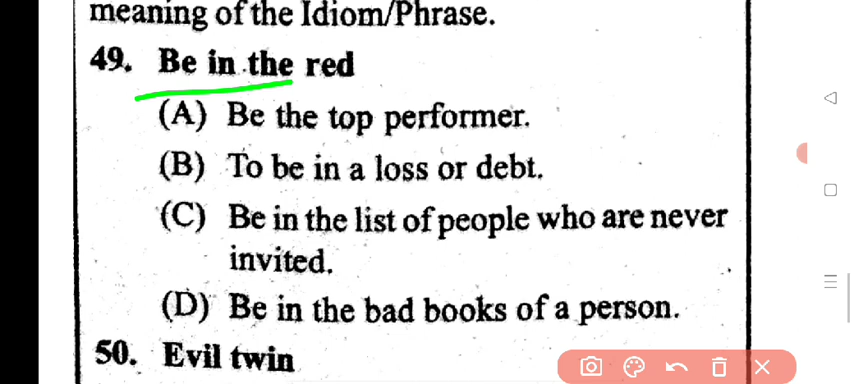 meaning of the Idiom/Phrase.
49. Be in the red
(A) Be the top performer.
(B) To be in a loss or debt.
(C) Be in the list of people who are never
invited.
(D) Be in the bad books of a person.
50. Evil twin